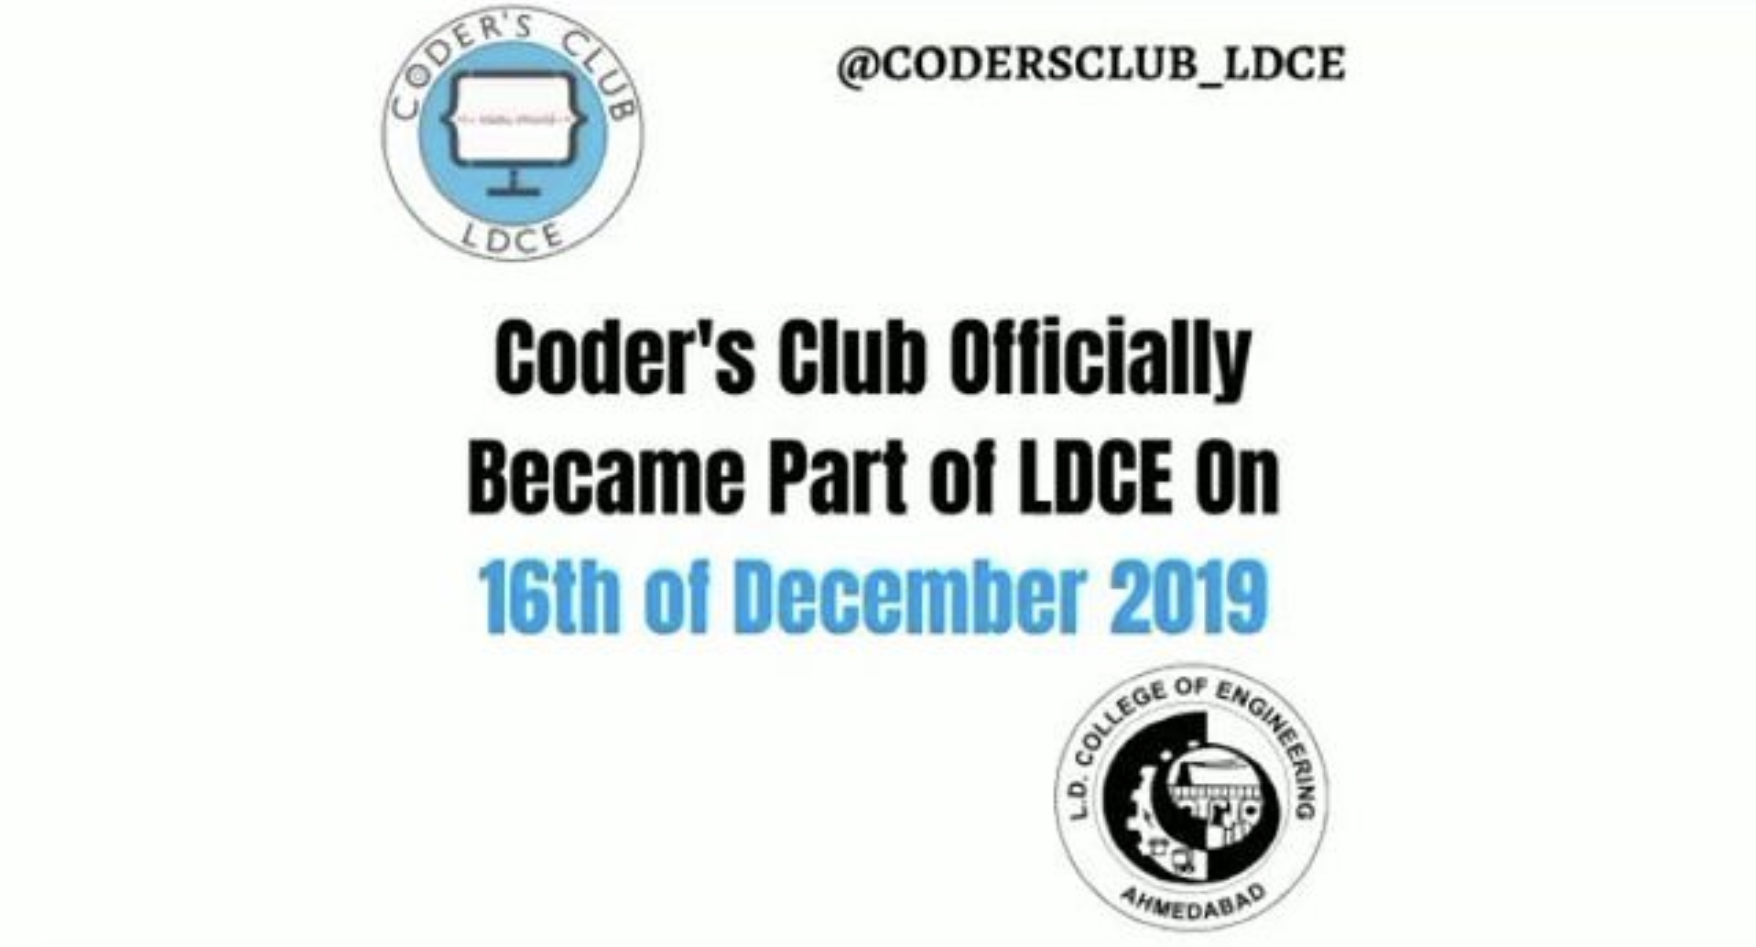 CODER'S CLUB
LDCE
@CODERSCLUB_LDCE
Coder's Club Officially
Became Part of LDCE On
16th of December 2019
L.D. COLLEGE OF ENGINEERING
AHMEDABAD